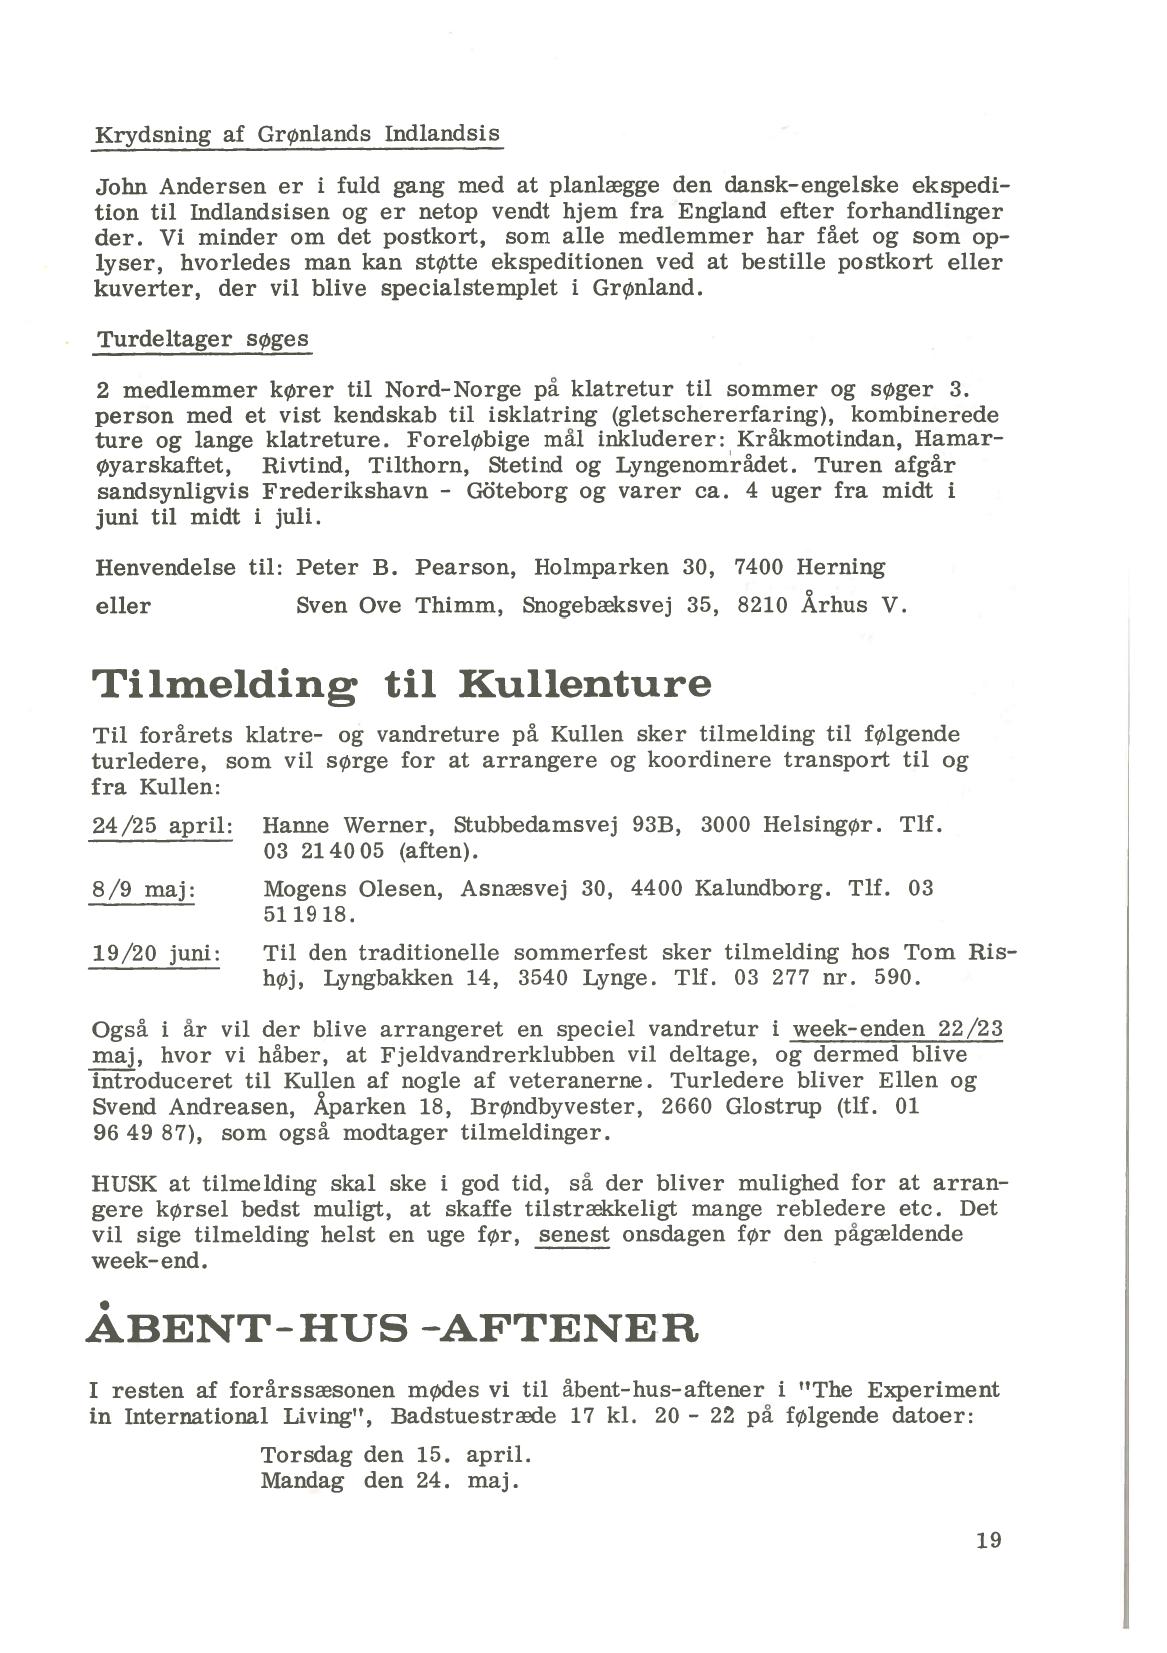 Krydsning af Grønlands Indlandsis
John Andersen er i fuld gang med at planlægge den dansk-engelske ekspedi-
tion til Indlandsisen og er netop vendt hjem fra England efter forhandlinger
der. Vi minder om det postkort, som alle medlemmer har fået og som op-
lyser, hvorledes man kan støtte ekspeditionen ved at bestille postkort eller
kuverter, der vil blive specialstemplet i Grønland.
Turdeltager søges
2 medlemmer kører til Nord-Norge på klatretur til sommer og søger 3.
person med et vist kendskab til isklatring (gletschererfaring), kombinerede
ture og lange klatreture. Foreløbige mål inkluderer: Kråkmotindan, Hamar-
øyarskaftet, Rivtind, Tilthorn, Stetind og Lyngenområdet. Turen afgår
sandsynligvis Frederikshavn - Göteborg og varer ca. 4 uger fra midt i
juni til midt i juli.
Henvendelse til: Peter B. Pearson, Holmparken 30, 7400 Herning
eller Sven Ove Thimm, Snogebæksvej 35, 8210 Århus V.
Tilmelding til Kullenture
Til forårets klatre- og vandreture på Kullen sker tilmelding til følgende
turledere, som vil sørge for at arrangere og koordinere transport til og
fra Kullen:
24/25 april: Hanne Werner, Stubbedamsvej 93B, 3000 Helsingør. Tlf.
03 21 40 05 (aften).
8/9 maj: Mogens Olesen, Asnæsvej 30, 4400 Kalundborg. Tlf. 03
51 19 18.
19/20 juni: Til den traditionelle sommerfest sker tilmelding hos Tom Ris-
høj, Lyngbakken 14, 3540 Lynge. Tlf. 03 277 nr. 590.
Også i år vil der blive arrangeret en speciel vandretur i week-enden 22/23
maj, hvor vi håber, at Fjeldvandrerklubben vil deltage, og dermed blive
introduceret til Kullen af nogle af veteranerne. Turledere bliver Ellen og
Svend Andreasen, Åparken 18, Brøndbyvester, 2660 Glostrup (tlf. 01
96 49 87), som også modtager tilmeldinger.
HUSK at tilmelding skal ske i god tid, så der bliver mulighed for at arran-
gere kørsel bedst muligt, at skaffe tilstrækkeligt mange rebledere etc. Det
vil sige tilmelding helst en uge før, senest onsdagen før den pågældende
week-end.
ÅBENT-HUS -AFTENER
I resten af forårssæsonen mødes vi til åbent-hus-aftener i "The Experiment
in International Living", Badstuestræde 17 kl. 20 - 22 på følgende datoer:
Torsdag den 15. april.
Mandag den 24. maj.
19